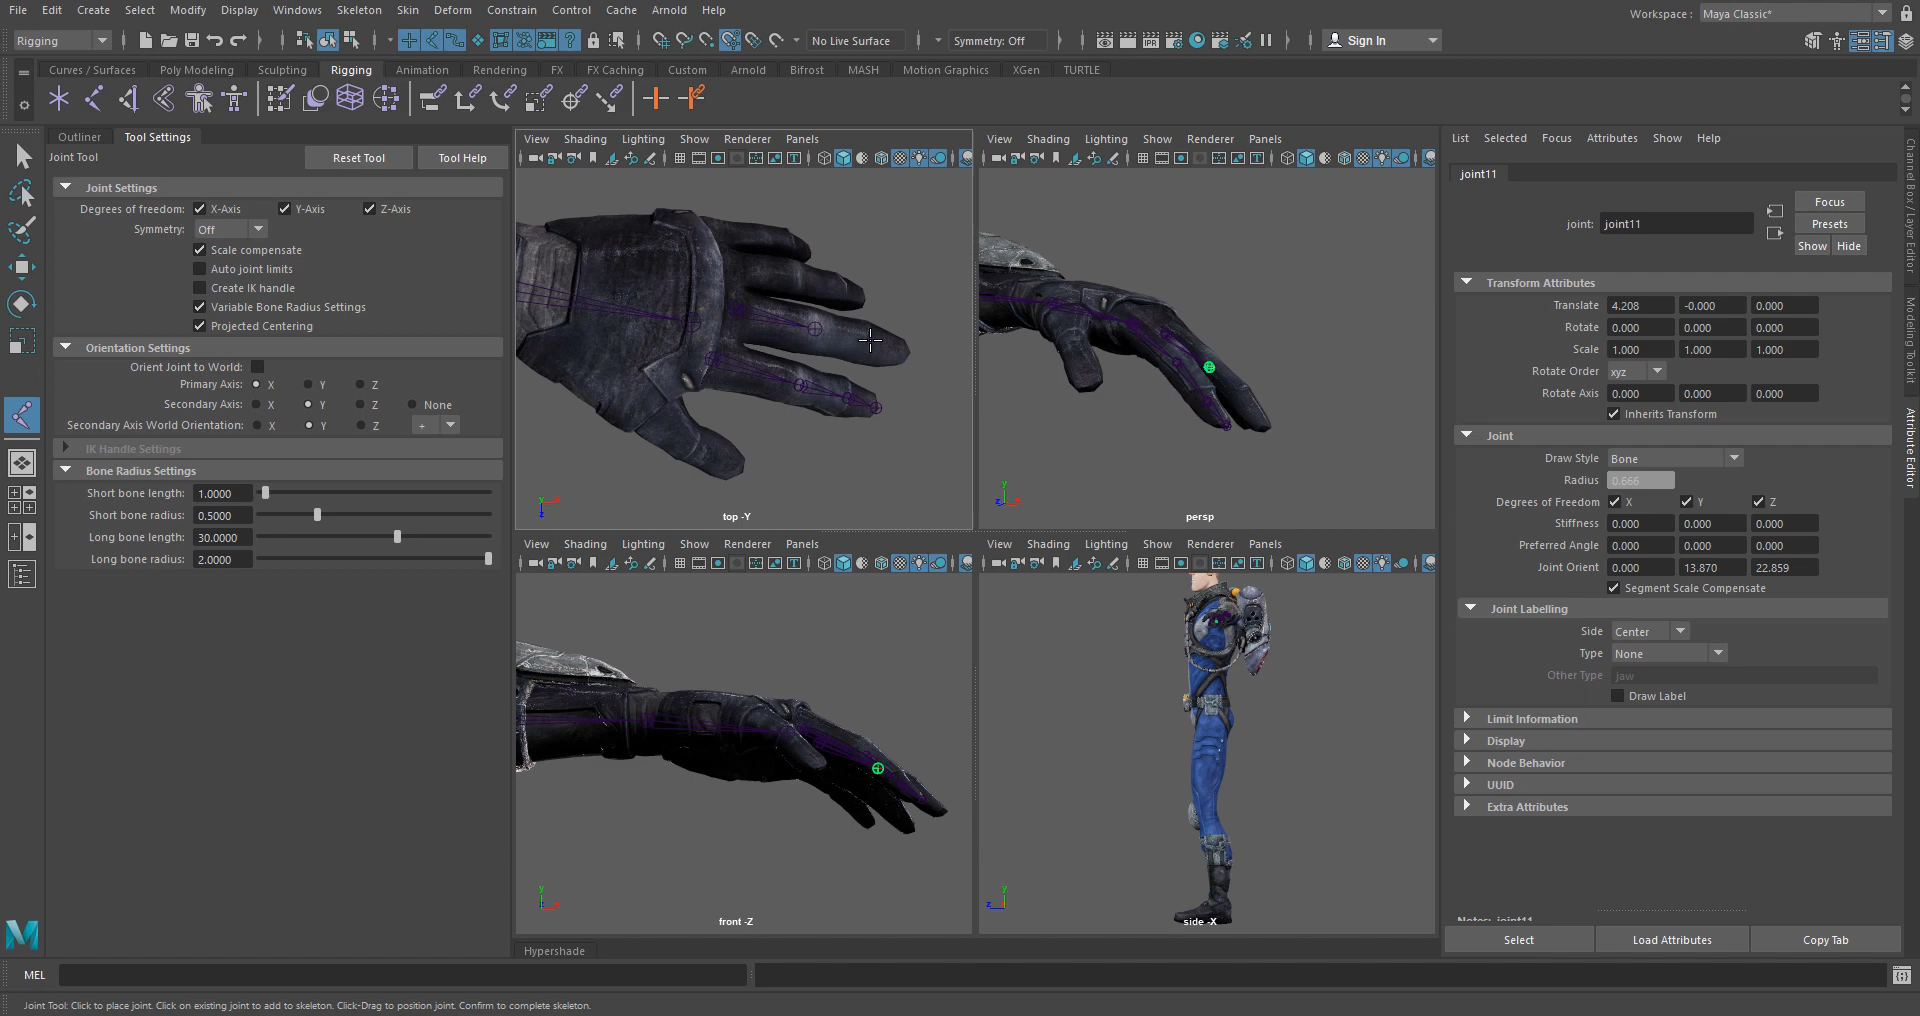 File Edit Create Select Modify Display Windows Skeleton Skin Deform Constrain Control Cache Arnold Help
Workspace : Maya Classic*
Rigging
No Live Surface
Symmetry: Off
Sign In
Curves / Surfaces Poly Modeling Sculpting Rigging Animation Rendering FX FX Caching Custom Arnold Bifrost MASH Motion Graphics XGen TURTLE
Outliner Tool Settings
Joint Tool Reset Tool Tool Help
Joint Settings
Degrees of freedom: X-Axis Y-Axis Z-Axis
Symmetry: Off
Scale compensate
Auto joint limits
Create IK handle
Variable Bone Radius Settings
Projected Centering
Orientation Settings
Orient Joint to World:
Primary Axis: X Y Z
Secondary Axis: X Y Z None
Secondary Axis World Orientation: X Y Z +
IK Handle Settings
Bone Radius Settings
Short bone length: 1.0000
Short bone radius: 0.5000
Long bone length: 30.0000
Long bone radius: 2.0000
View Shading Lighting Show Renderer Panels
top -Y
View Shading Lighting Show Renderer Panels
persp
View Shading Lighting Show Renderer Panels
front -Z
View Shading Lighting Show Renderer Panels
side -X
Hypershade
List Selected Focus Attributes Show Help
joint11
joint: joint11
Focus
Presets
Show Hide
Transform Attributes
Translate 4.208 -0.000 0.000
Rotate 0.000 0.000 0.000
Scale 1.000 1.000 1.000
Rotate Order xyz
Rotate Axis 0.000 0.000 0.000
Inherits Transform
Joint
Draw Style Bone
Radius 0.666
Degrees of Freedom X Y Z
Stiffness 0.000 0.000 0.000
Preferred Angle 0.000 0.000 0.000
Joint Orient 0.000 13.870 22.859
Segment Scale Compensate
Joint Labelling
Side Center
Type None
Other Type jaw
Draw Label
Limit Information
Display
Node Behavior
UUID
Extra Attributes
Notes: joint11
Select Load Attributes Copy Tab
Channel Box / Layer Editor
Modeling Toolkit
Attribute Editor
MEL
Joint Tool: Click to place joint. Click on existing joint to add to skeleton. Click-Drag to position joint. Confirm to complete skeleton.